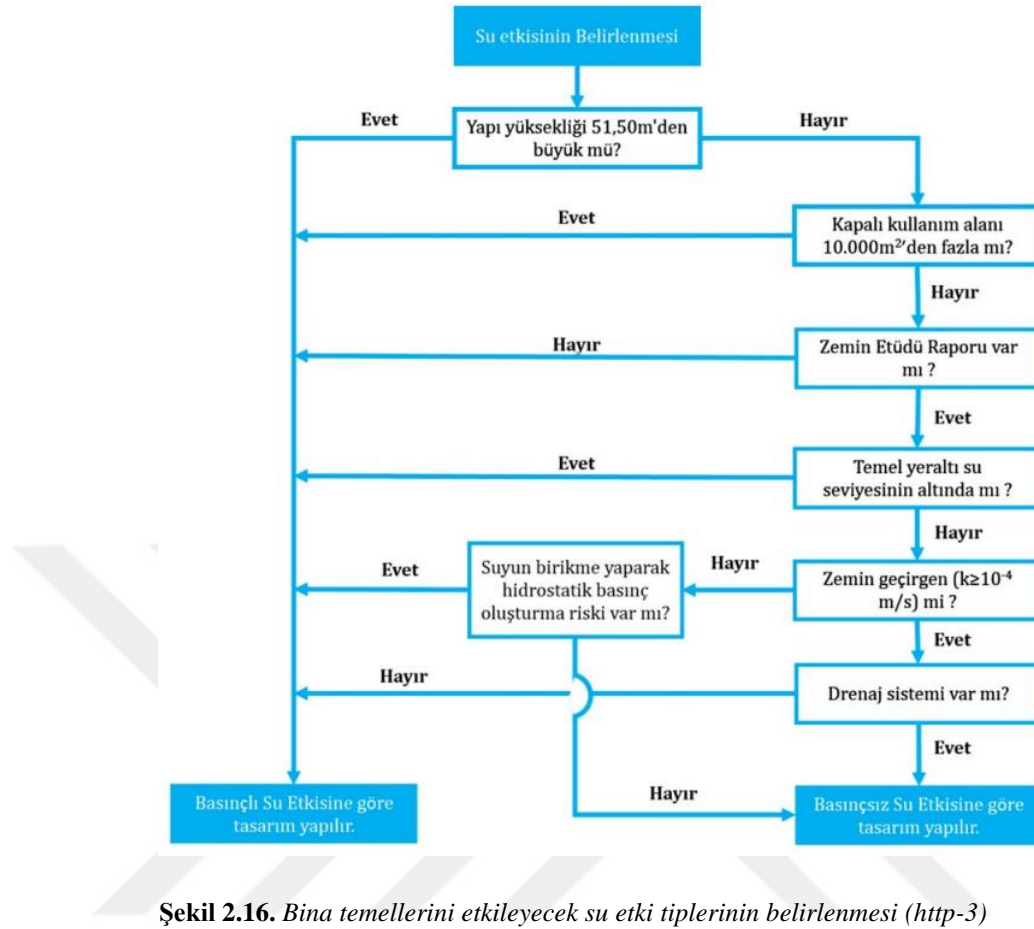 Su etkisinin Belirlenmesi
Evet
Yapı yüksekliği 51,50m'den
büyük mü?
Hayır
Evet
Kapalı kullanım alanı
10.000m²'den fazla mı?
Hayır
Hayır
Zemin Etüdü Raporu var
mı ?
Evet
Evet
Temel yeraltı su
seviyesinin altında mı ?
Hayır
Evet
Suyun birikme yaparak
hidrostatik basınç
oluşturma riski var mı?
Hayır
Zemin geçirgen (k≥10⁻⁴
m/s) mi ?
Evet
Hayır
Drenaj sistemi var mı?
Evet
Basınçlı Su Etkisine göre
tasarım yapılır.
Hayır
Basınçsız Su Etkisine göre
tasarım yapılır.
Şekil 2.16. Bina temellerini etkileyecek su etki tiplerinin belirlenmesi (http-3)